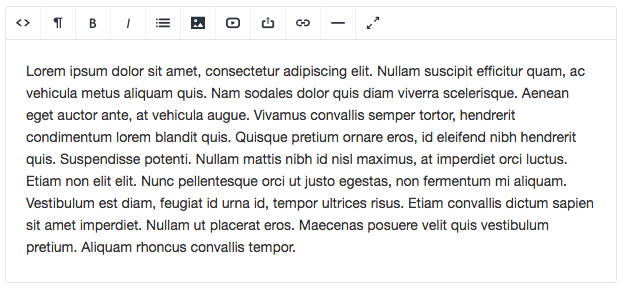 B I
Lorem ipsum dolor sit amet, consectetur adipiscing elit. Nullam suscipit efficitur quam, ac
vehicula metus aliquam quis. Nam sodales dolor quis diam viverra scelerisque. Aenean
eget auctor ante, at vehicula augue. Vivamus convallis semper tortor, hendrerit
condimentum lorem blandit quis. Quisque pretium ornare eros, id eleifend nibh hendrerit
quis. Suspendisse potenti. Nullam mattis nibh id nisl maximus, at imperdiet orci luctus.
Etiam non elit elit. Nunc pellentesque orci ut justo egestas, non fermentum mi aliquam.
Vestibulum est diam, feugiat id urna id, tempor ultrices risus. Etiam convallis dictum sapien
sit amet imperdiet. Nullam ut placerat eros. Maecenas posuere velit quis vestibulum
pretium. Aliquam rhoncus convallis tempor.